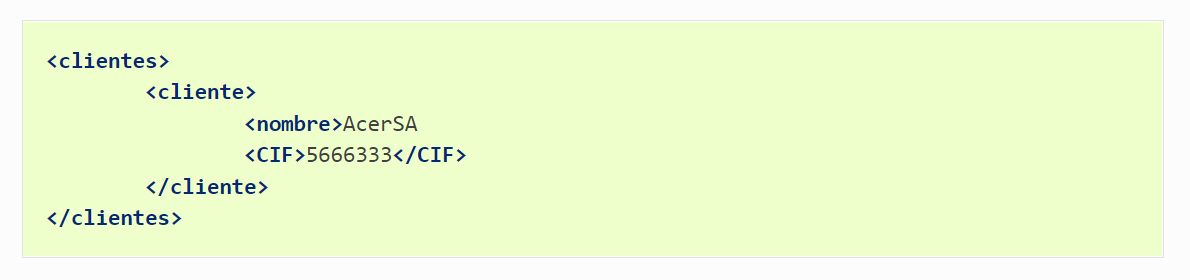 <clientes>
<cliente>
<nombre>AcerSA
<CIF>5666333</CIF>
</cliente>
</clientes>